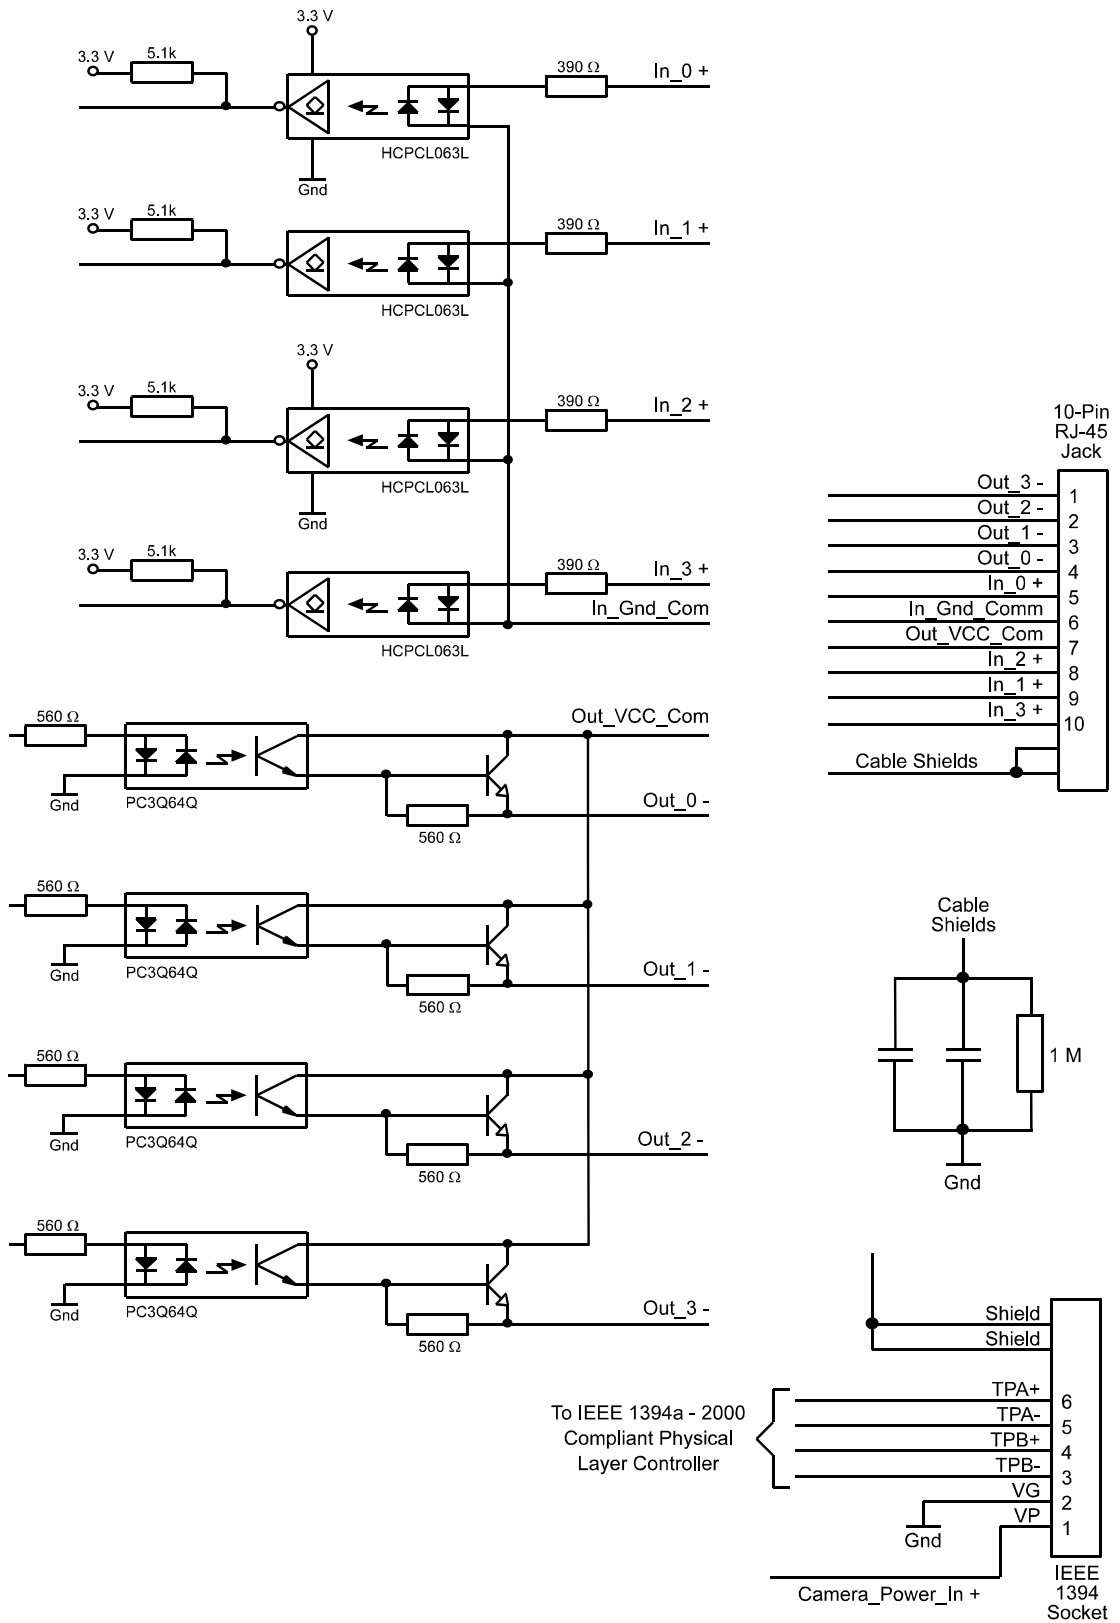 3.3 V
3.3 V
5.1k
390 Ω
In_0 +
HCPCL063L
Gnd
3.3 V
5.1k
390 Ω
In_1 +
HCPCL063L
3.3 V
3.3 V
5.1k
390 Ω
In_2 +
HCPCL063L
Gnd
3.3 V
5.1k
390 Ω
In_3 +
In_Gnd_Com
HCPCL063L
560 Ω
Out_VCC_Com
Gnd
PC3Q64Q
Out_0 -
560 Ω
560 Ω
Gnd
PC3Q64Q
Out_1 -
560 Ω
560 Ω
Gnd
PC3Q64Q
Out_2 -
560 Ω
560 Ω
Gnd
PC3Q64Q
Out_3 -
560 Ω
10-Pin
RJ-45
Jack
Out_3 - 1
Out_2 - 2
Out_1 - 3
Out_0 - 4
In_0 + 5
In_Gnd_Comm 6
Out_VCC_Com 7
In_2 + 8
In_1 + 9
In_3 + 10
Cable Shields
Cable
Shields
1 M
Gnd
Shield
Shield
TPA+ 6
TPA- 5
TPB+ 4
TPB- 3
VG 2
VP 1
To IEEE 1394a - 2000
Compliant Physical
Layer Controller
Gnd
Camera_Power_In +
IEEE
1394
Socket